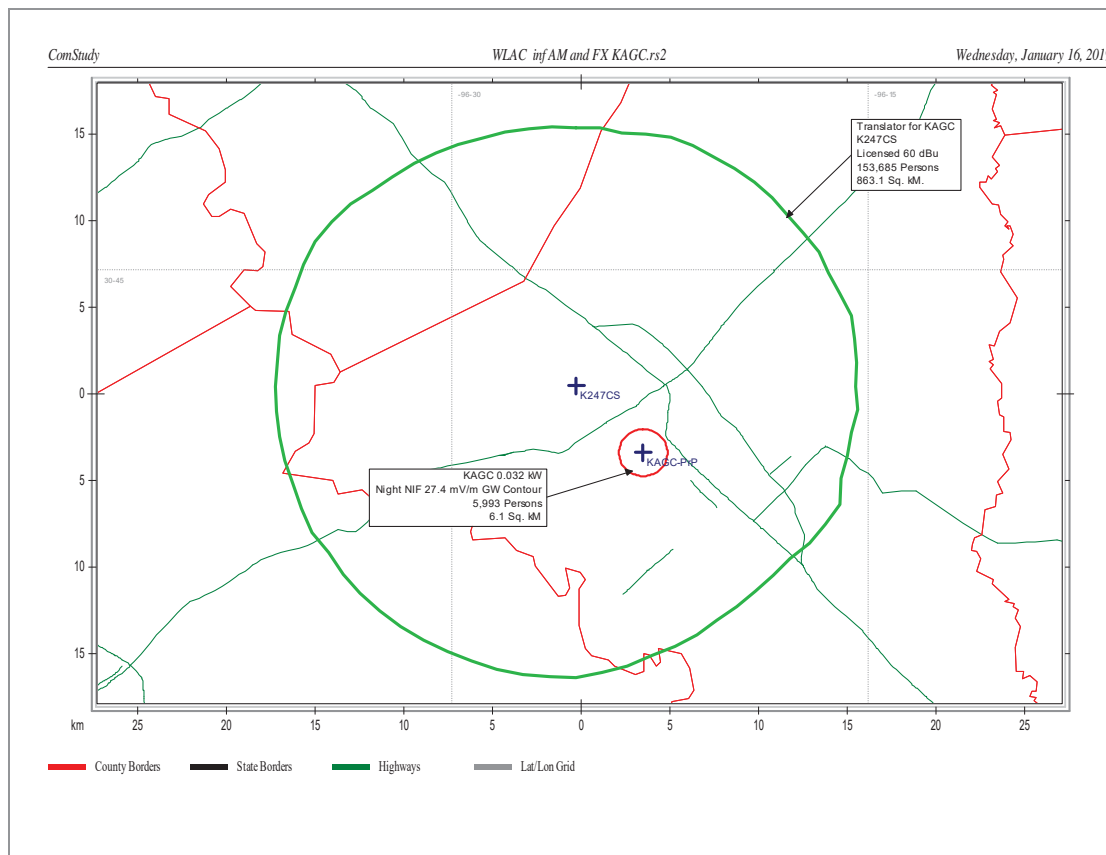 ComStudy WLAC inf AM and FX KAGC.rs2 Wednesday, January 16, 201
-96-30 -96-15
Translator for KAGC
K247CS
Licensed 60 dBu
153,685 Persons
863.1 Sq. kM.
15
10
30-45
5
0
K247CS
KAGC-PrP
KAGC 0.032 kW
Night NIF 27.4 mV/m GW Contour
5,993 Persons
6.1 Sq. kM
5
10
15
km 25 20 15 10 5 0 5 10 15 20 25
County Borders State Borders Highways Lat/Lon Grid